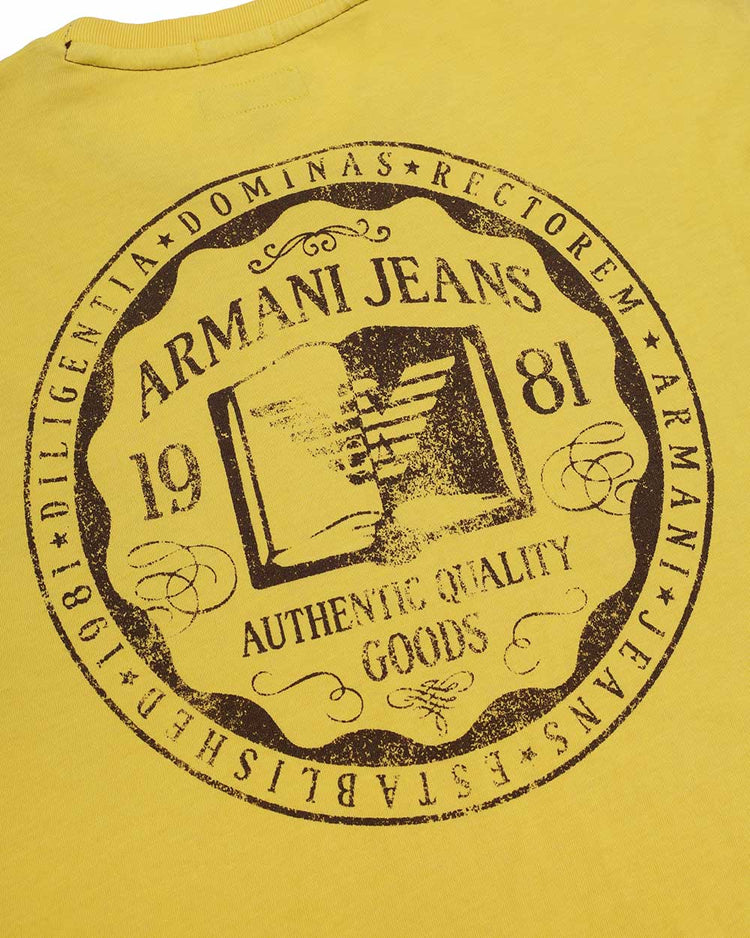 DILIGENTIA ★ DOMINAS ★ RECTOREM ★ ARMANI ★ JEANS ★ ESTABLISHED ★ 1981 ★
ARMANI JEANS
19 81
AUTHENTIC QUALITY
GOODS